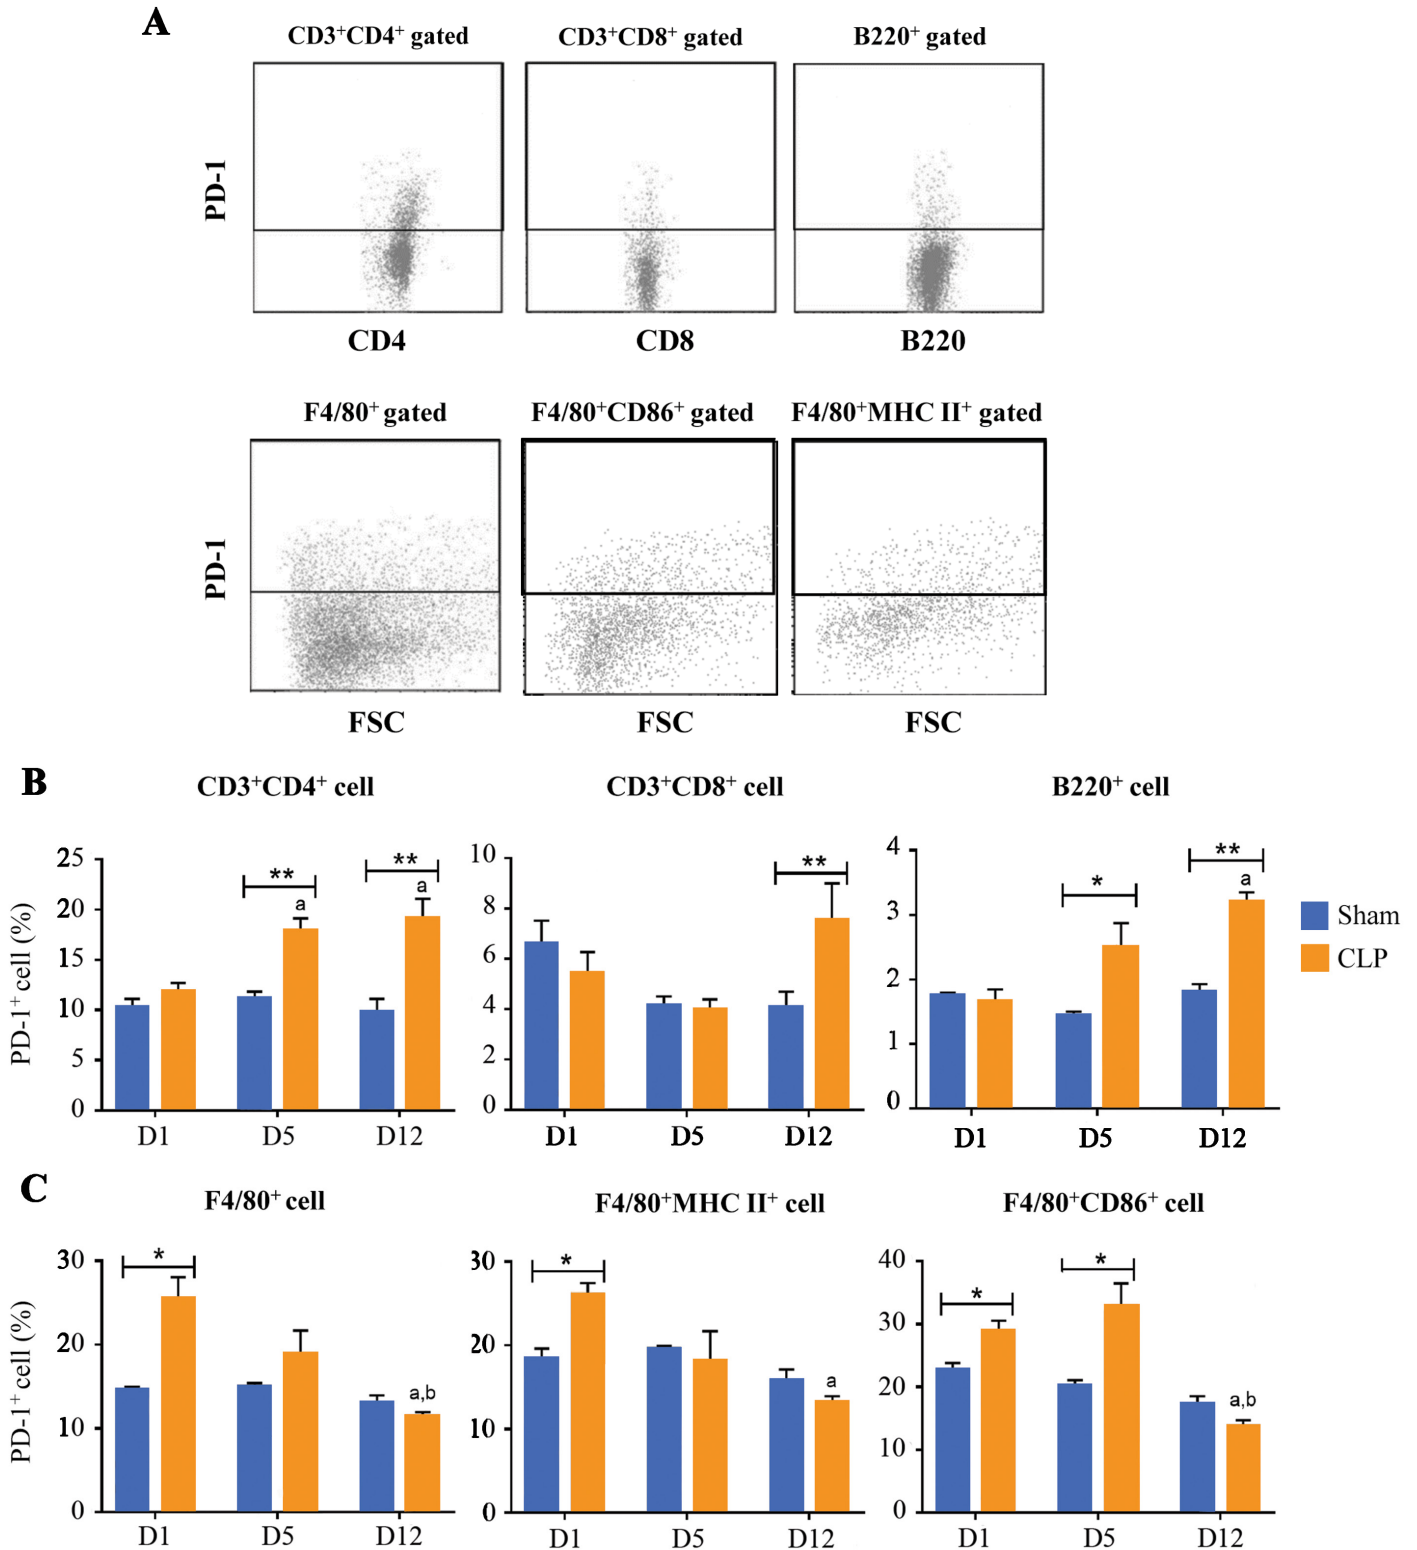 A
CD3⁺CD4⁺ gated
CD3⁺CD8⁺ gated
B220⁺ gated
PD-1
CD4
CD8
B220
F4/80⁺ gated
F4/80⁺CD86⁺ gated
F4/80⁺MHC II⁺ gated
PD-1
FSC
FSC
FSC
B
CD3⁺CD4⁺ cell
CD3⁺CD8⁺ cell
B220⁺ cell
PD-1⁺ cell (%)
25
20
15
10
5
0
**
a
**
a
D1
D5
D12
10
8
6
4
2
0
**
D1
D5
D12
4
3
2
1
0
*
**
a
D1
D5
D12
Sham
CLP
C
F4/80⁺ cell
F4/80⁺MHC II⁺ cell
F4/80⁺CD86⁺ cell
PD-1⁺ cell (%)
30
20
10
0
*
a,b
D1
D5
D12
30
20
10
0
*
a
D1
D5
D12
40
30
20
10
0
*
*
a,b
D1
D5
D12